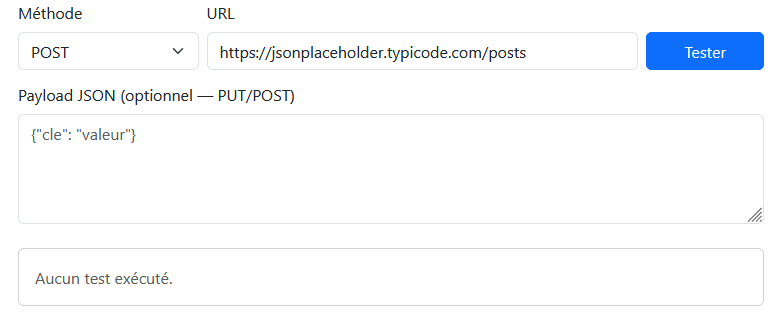 Méthode URL
POST https://jsonplaceholder.typicode.com/posts Tester
Payload JSON (optionnel — PUT/POST)
{"cle": "valeur"}
Aucun test exécuté.